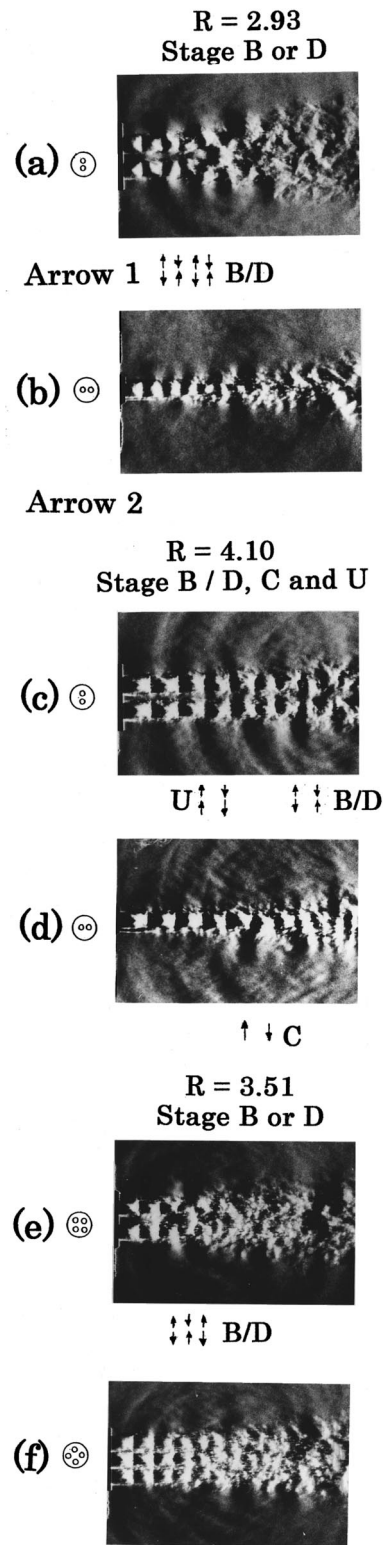 R = 2.93
Stage B or D
(a)
Arrow 1 B/D
(b)
Arrow 2
R = 4.10
Stage B / D, C and U
(c)
U B/D
(d)
C
R = 3.51
Stage B or D
(e)
B/D
(f)